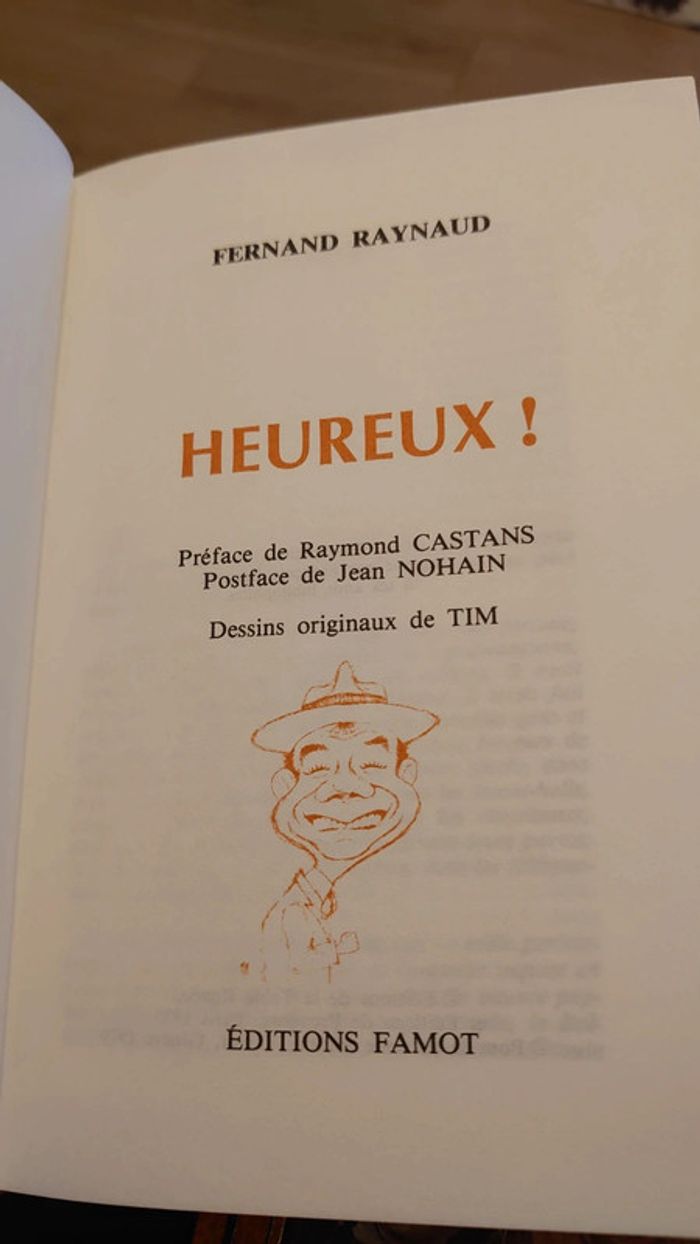 FERNAND RAYNAUD
HEUREUX !
Préface de Raymond CASTANS
Postface de Jean NOHAIN
Dessins originaux de TIM
ÉDITIONS FAMOT